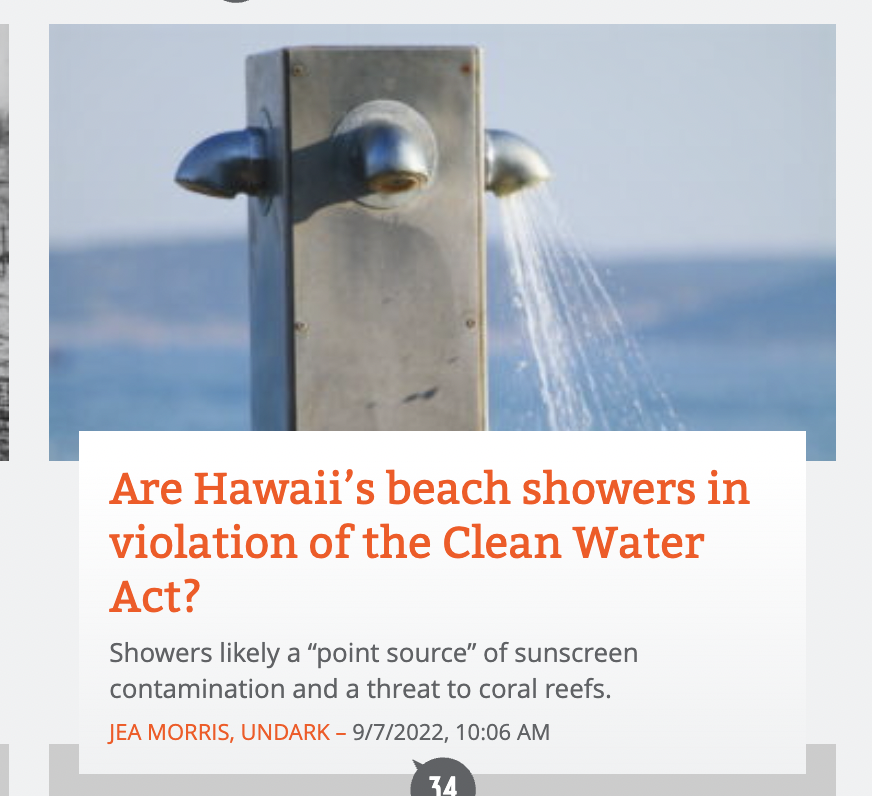 Are Hawaii’s beach showers in
violation of the Clean Water
Act?
Showers likely a “point source” of sunscreen
contamination and a threat to coral reefs.
JEA MORRIS, UNDARK – 9/7/2022, 10:06 AM
34